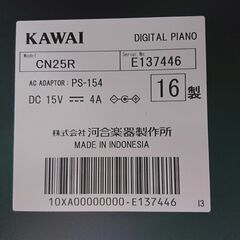 KAWAI DIGITAL PIANO
Model Serial No
CN25R E137446
AC ADAPTOR : PS-154
DC 15V ⎓ 4A
16 製
株式会社 河合楽器製作所
MADE IN INDONESIA
10XA00000000-E137446 I3